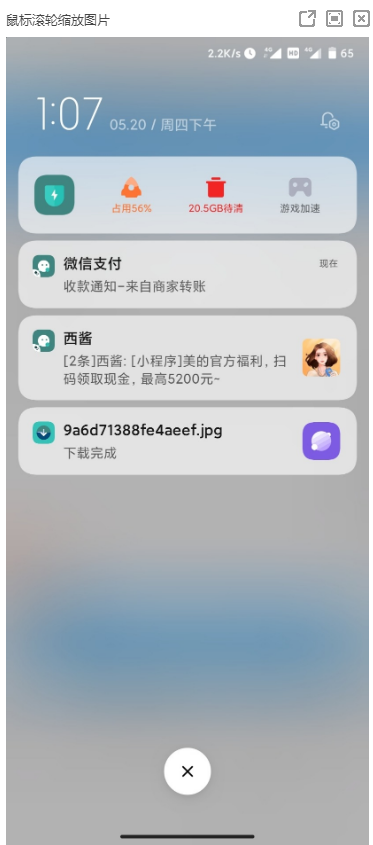 鼠标滚轮缩放图片
2.2K/s 4G HD 4G 65
1:07 05.20 / 周四下午
占用56% 20.5GB待清 游戏加速
微信支付 现在
收款通知-来自商家转账
西酱
[2条]西酱: [小程序]美的官方福利，扫
码领取现金，最高5200元~
9a6d71388fe4aeef.jpg
下载完成